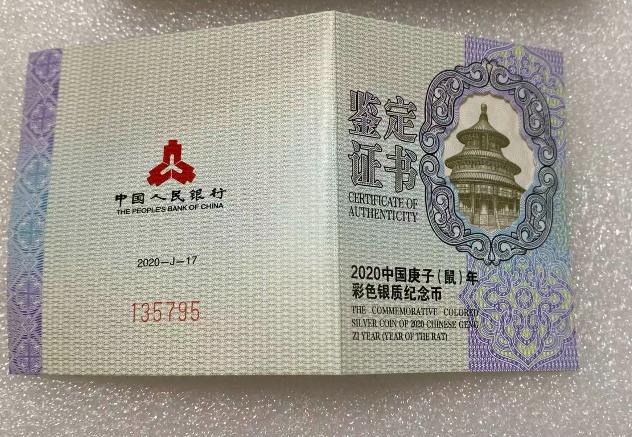 中国人民银行
THE PEOPLE'S BANK OF CHINA
2020-J-17
135795
鉴定
证书
CERTIFICATE OF
AUTHENTICITY
2020中国庚子(鼠)年
彩色银质纪念币
THE COMMEMORATIVE COLORED
SILVER COIN OF 2020 CHINESE GENG
ZI YEAR (YEAR OF THE RAT)